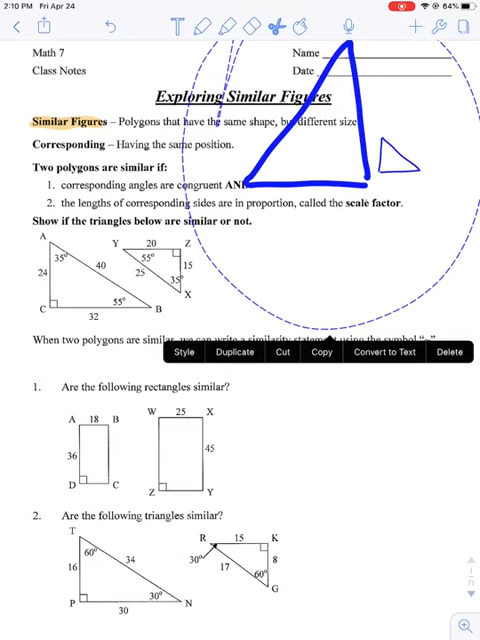 2:10 PM Fri Apr 24
64%
Math 7
Name
Class Notes
Date
Exploring Similar Figures
Similar Figures – Polygons that have the same shape, but different size
Corresponding – Having the same position.
Two polygons are similar if:
1. corresponding angles are congruent AND
2. the lengths of corresponding sides are in proportion, called the scale factor.
Show if the triangles below are similar or not.
A
Y 20 Z
35° 40 55° 15
24 25 35°
X
C 55° B
32
When two polygons are similar, we can write a similarity statement using the symbol "~"
Style Duplicate Cut Copy Convert to Text Delete
1. Are the following rectangles similar?
A 18 B W 25 X
36 45
D C Z Y
2. Are the following triangles similar?
T R 15 K
60° 34 30° 8
16 17 60°
30° G
P N
30